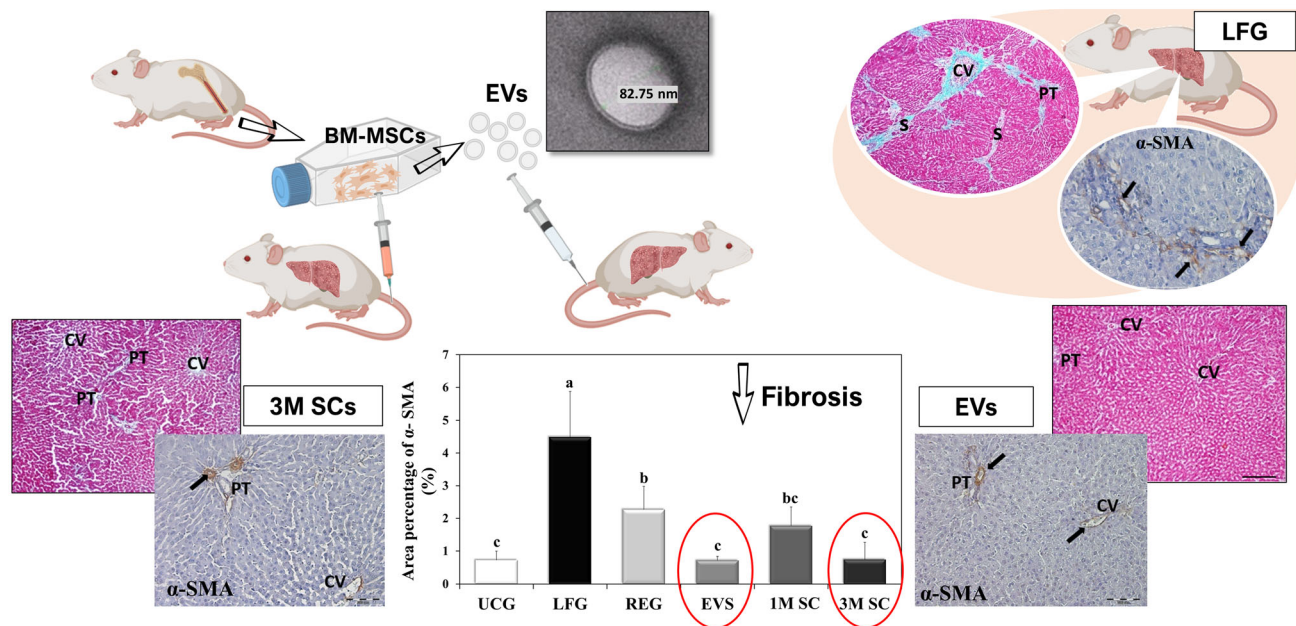 LFG
EVs
82.75 nm
BM-MSCs
CV
PT
S
S
α-SMA
CV
PT
CV
PT
3M SCs
PT
CV
α-SMA
Area percentage of α- SMA
(%)
7
6
5
4
3
2
1
0
a
b
bc
c
c
c
Fibrosis
UCG
LFG
REG
EVS
1M SC
3M SC
EVs
CV
PT
CV
PT
CV
α-SMA